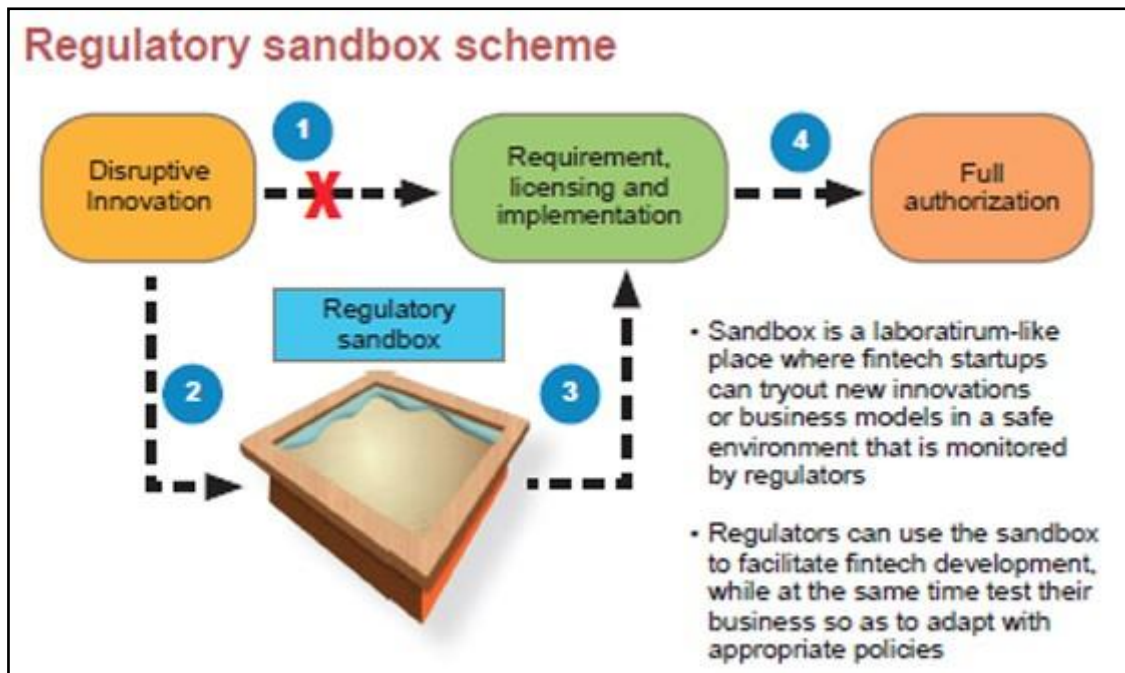 Regulatory sandbox scheme
1
4
Disruptive
Innovation
X
Requirement,
licensing and
implementation
Full
authorization
Regulatory
sandbox
2
3
• Sandbox is a laboratirum-like
place where fintech startups
can tryout new innovations
or business models in a safe
environment that is monitored
by regulators
• Regulators can use the sandbox
to facilitate fintech development,
while at the same time test their
business so as to adapt with
appropriate policies